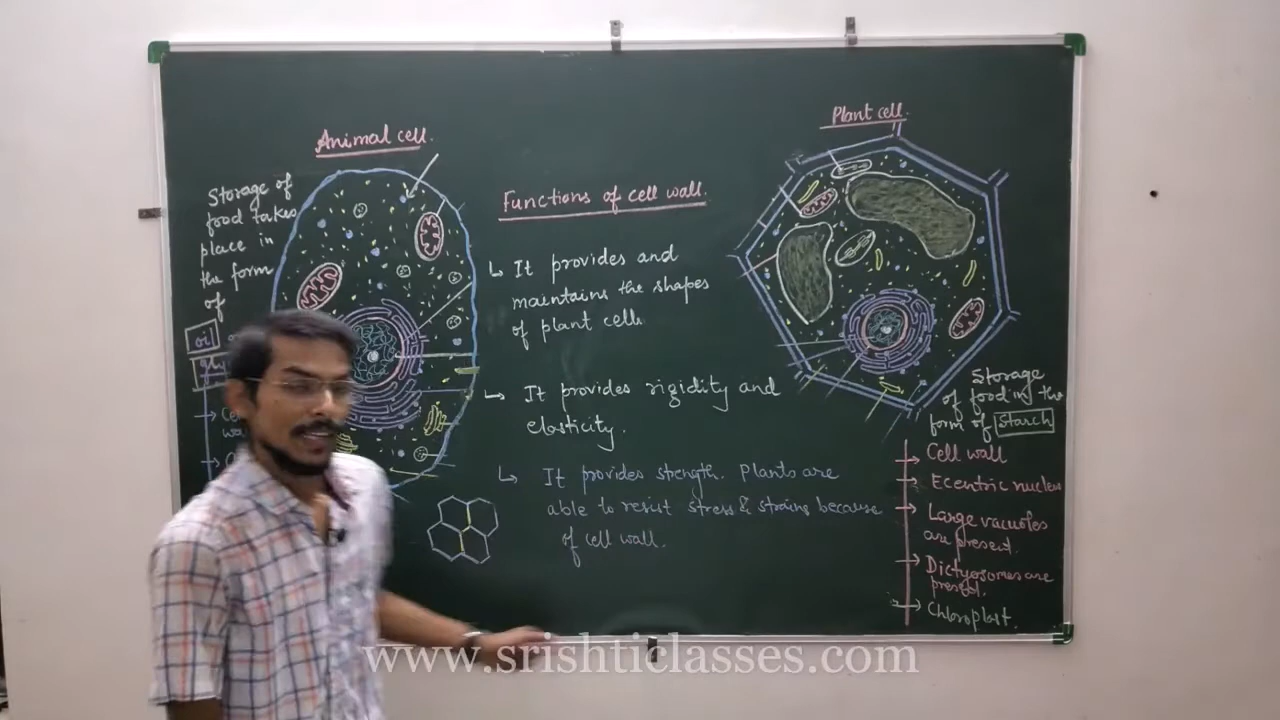 Animal cell.
Storage of
food takes
place in
the form
of
oil
Functions of cell wall.
↳ It provides and
maintains the shapes
of plant cells
↳ It provides rigidity and
elasticity.
↳ It provides strength. Plants are
able to resist stress & strains because
of cell wall.
Plant cell.
Storage
of food in the
form of starch
→ Cell wall
→ Ecentric nucleus
→ Large vacuoles
are present.
→ Dictyosomes are
present.
→ Chloroplast.
www.srishticlasses.com